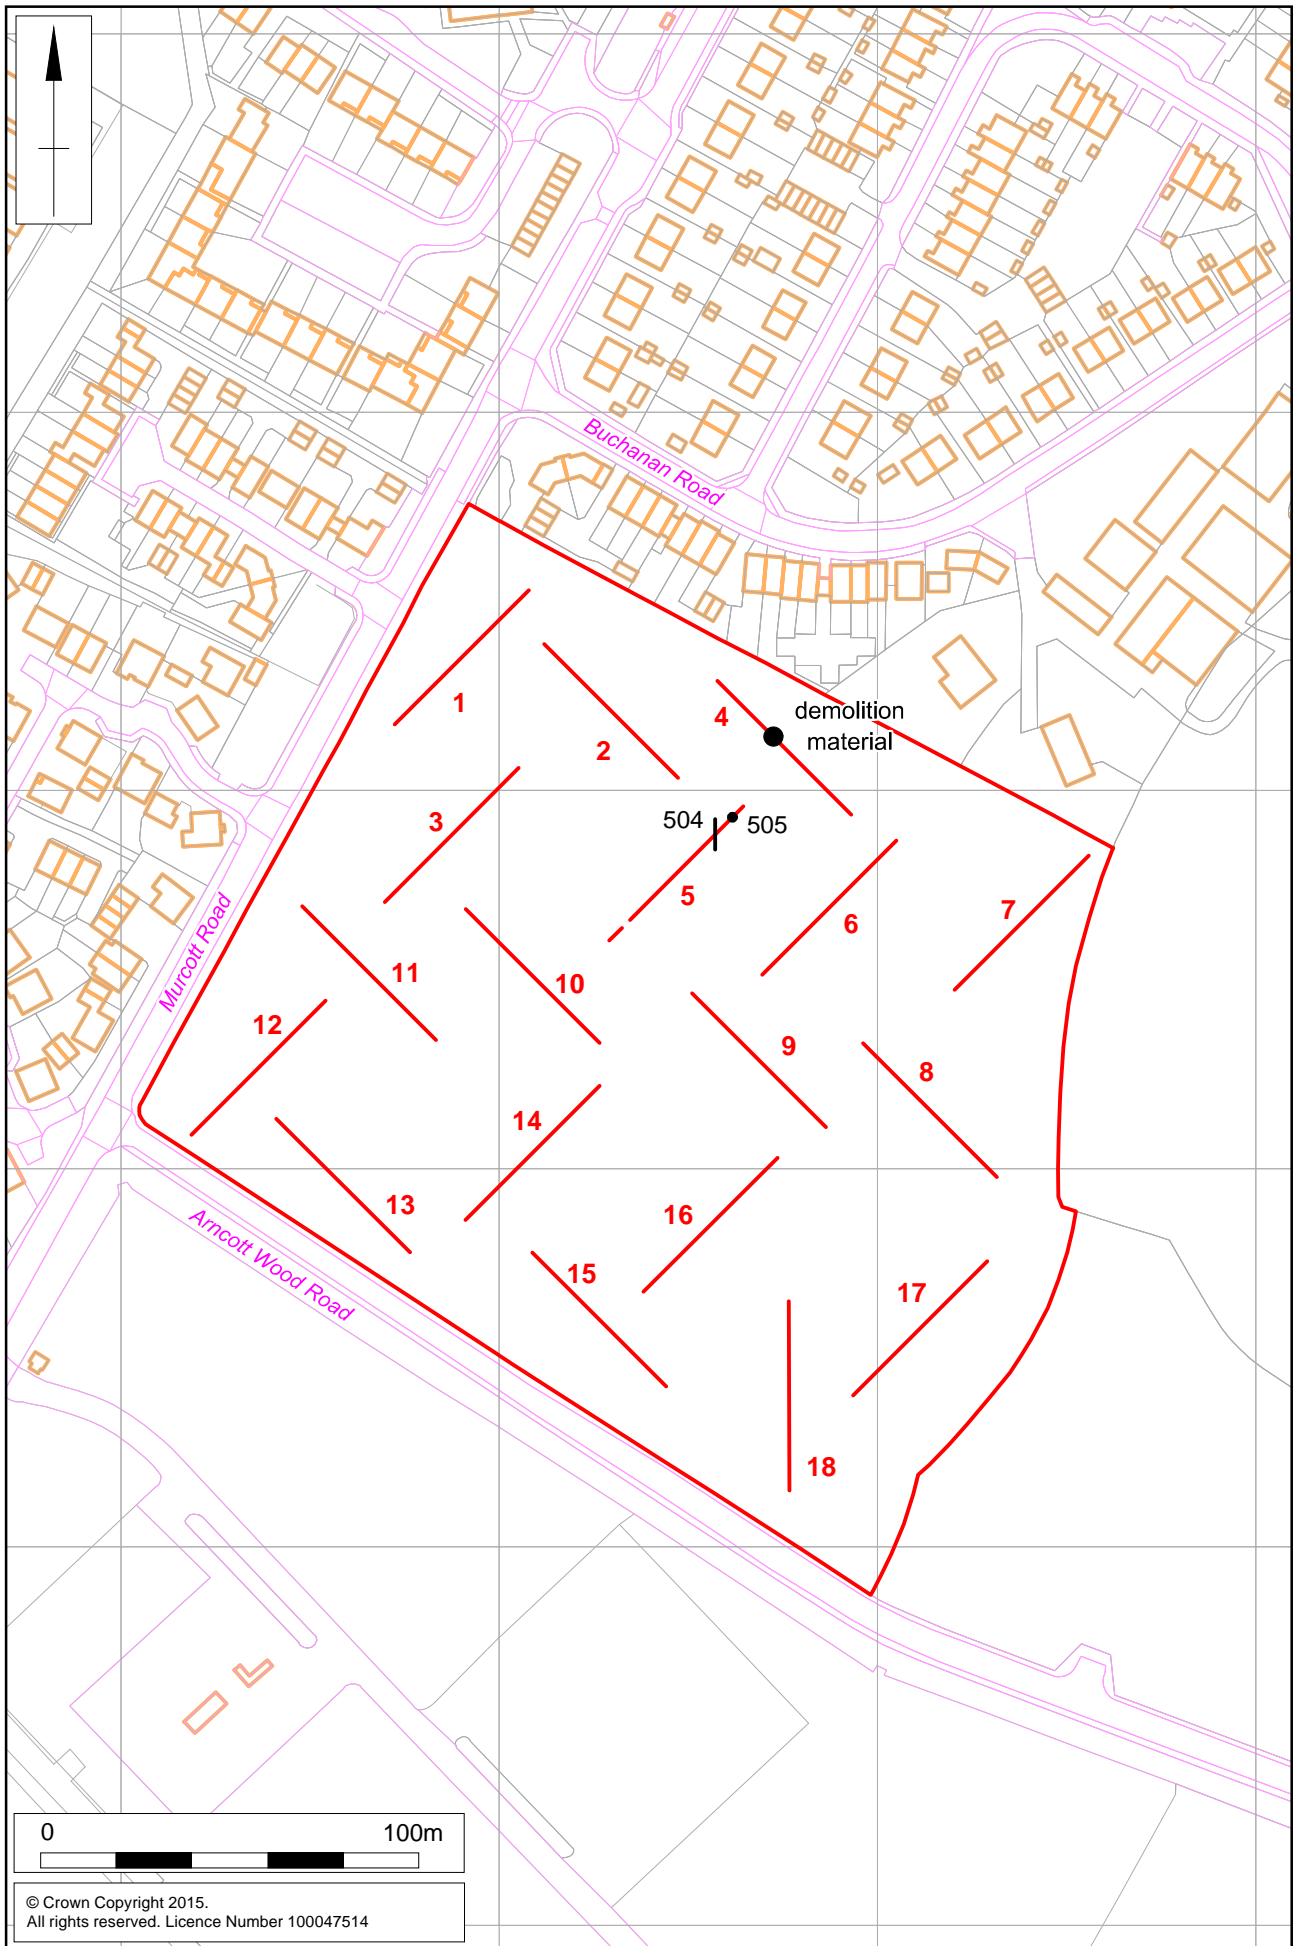 Buchanan Road
1
2
4
demolition
material
3
504
505
5
6
7
Murcott Road
11
10
12
9
8
14
13
16
Arncott Wood Road
15
17
18
0 100m
© Crown Copyright 2015.
All rights reserved. Licence Number 100047514